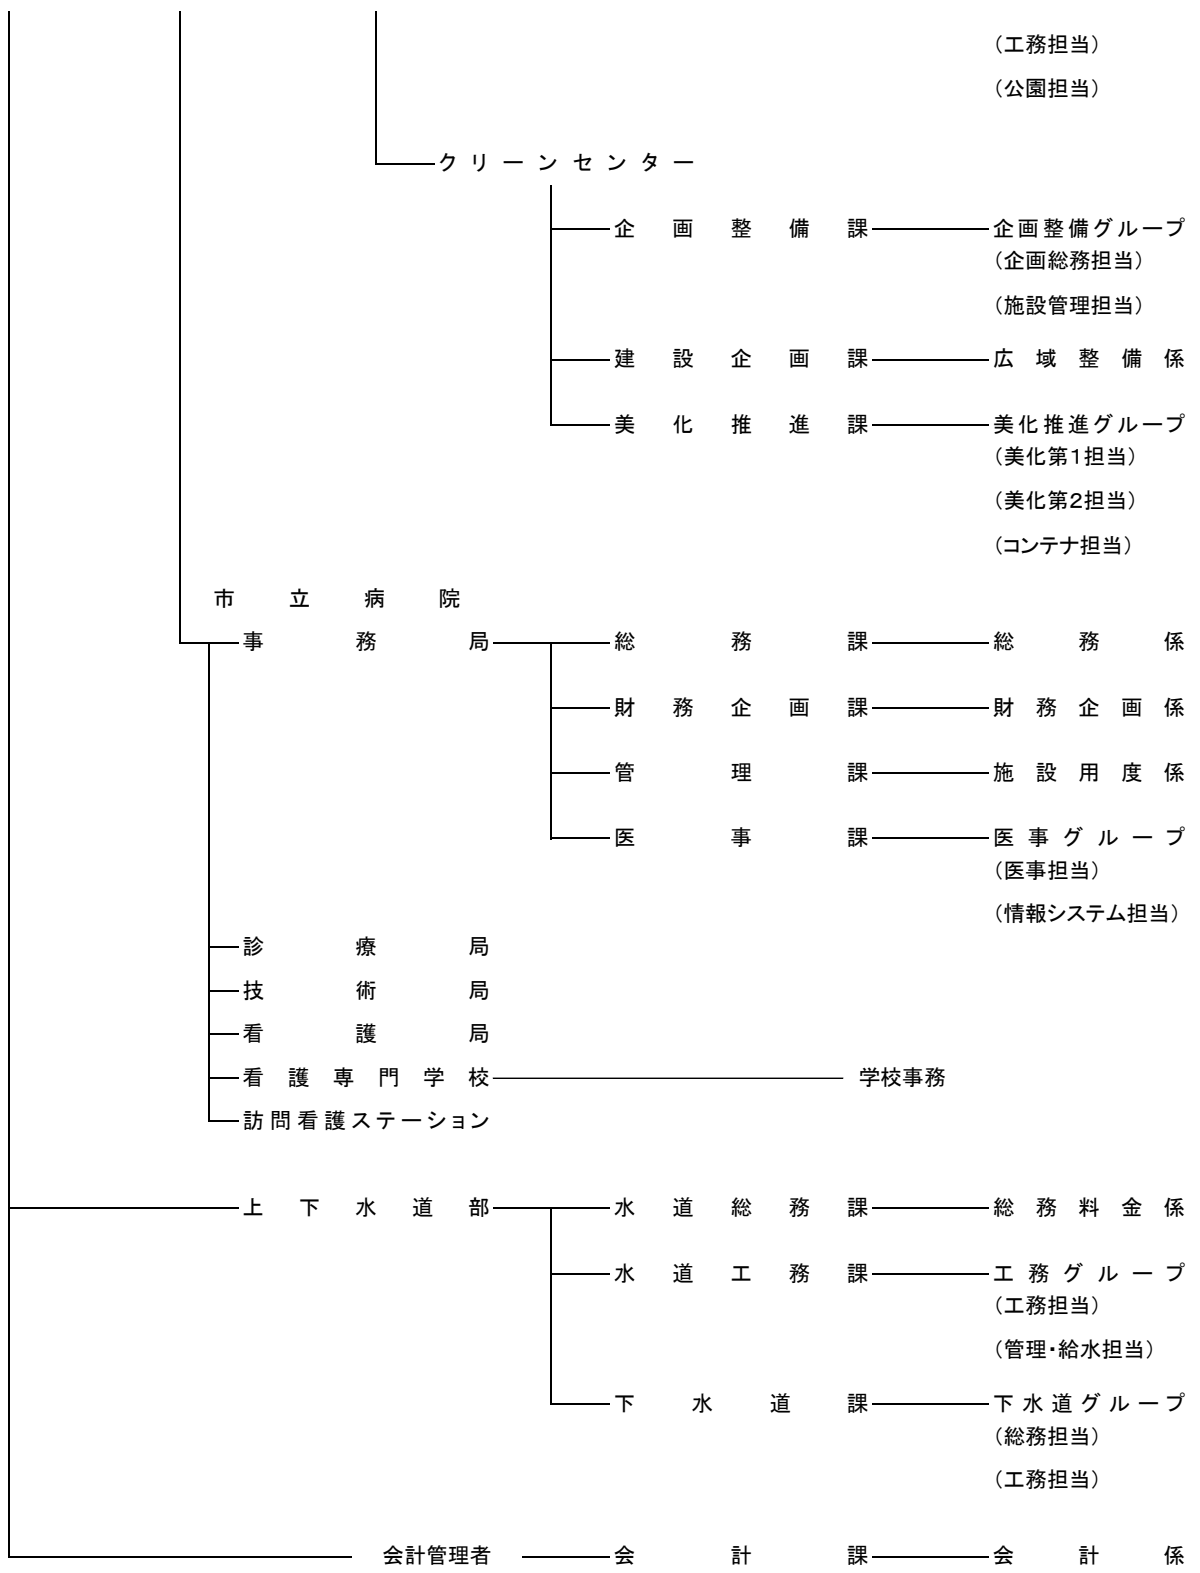 （工務担当）
（公園担当）
クリーンセンター
企画整備課 企画整備グループ
（企画総務担当）
（施設管理担当）
建設企画課 広域整備係
美化推進課 美化推進グループ
（美化第1担当）
（美化第2担当）
（コンテナ担当）
市立病院
事務局 総務課 総務係
財務企画課 財務企画係
管理課 施設用度係
医事課 医事グループ
（医事担当）
（情報システム担当）
診療局
技術局
看護局
看護専門学校 学校事務
訪問看護ステーション
上下水道部 水道総務課 総務料金係
水道工務課 工務グループ
（工務担当）
（管理・給水担当）
下水道課 下水道グループ
（総務担当）
（工務担当）
会計管理者 会計課 会計係